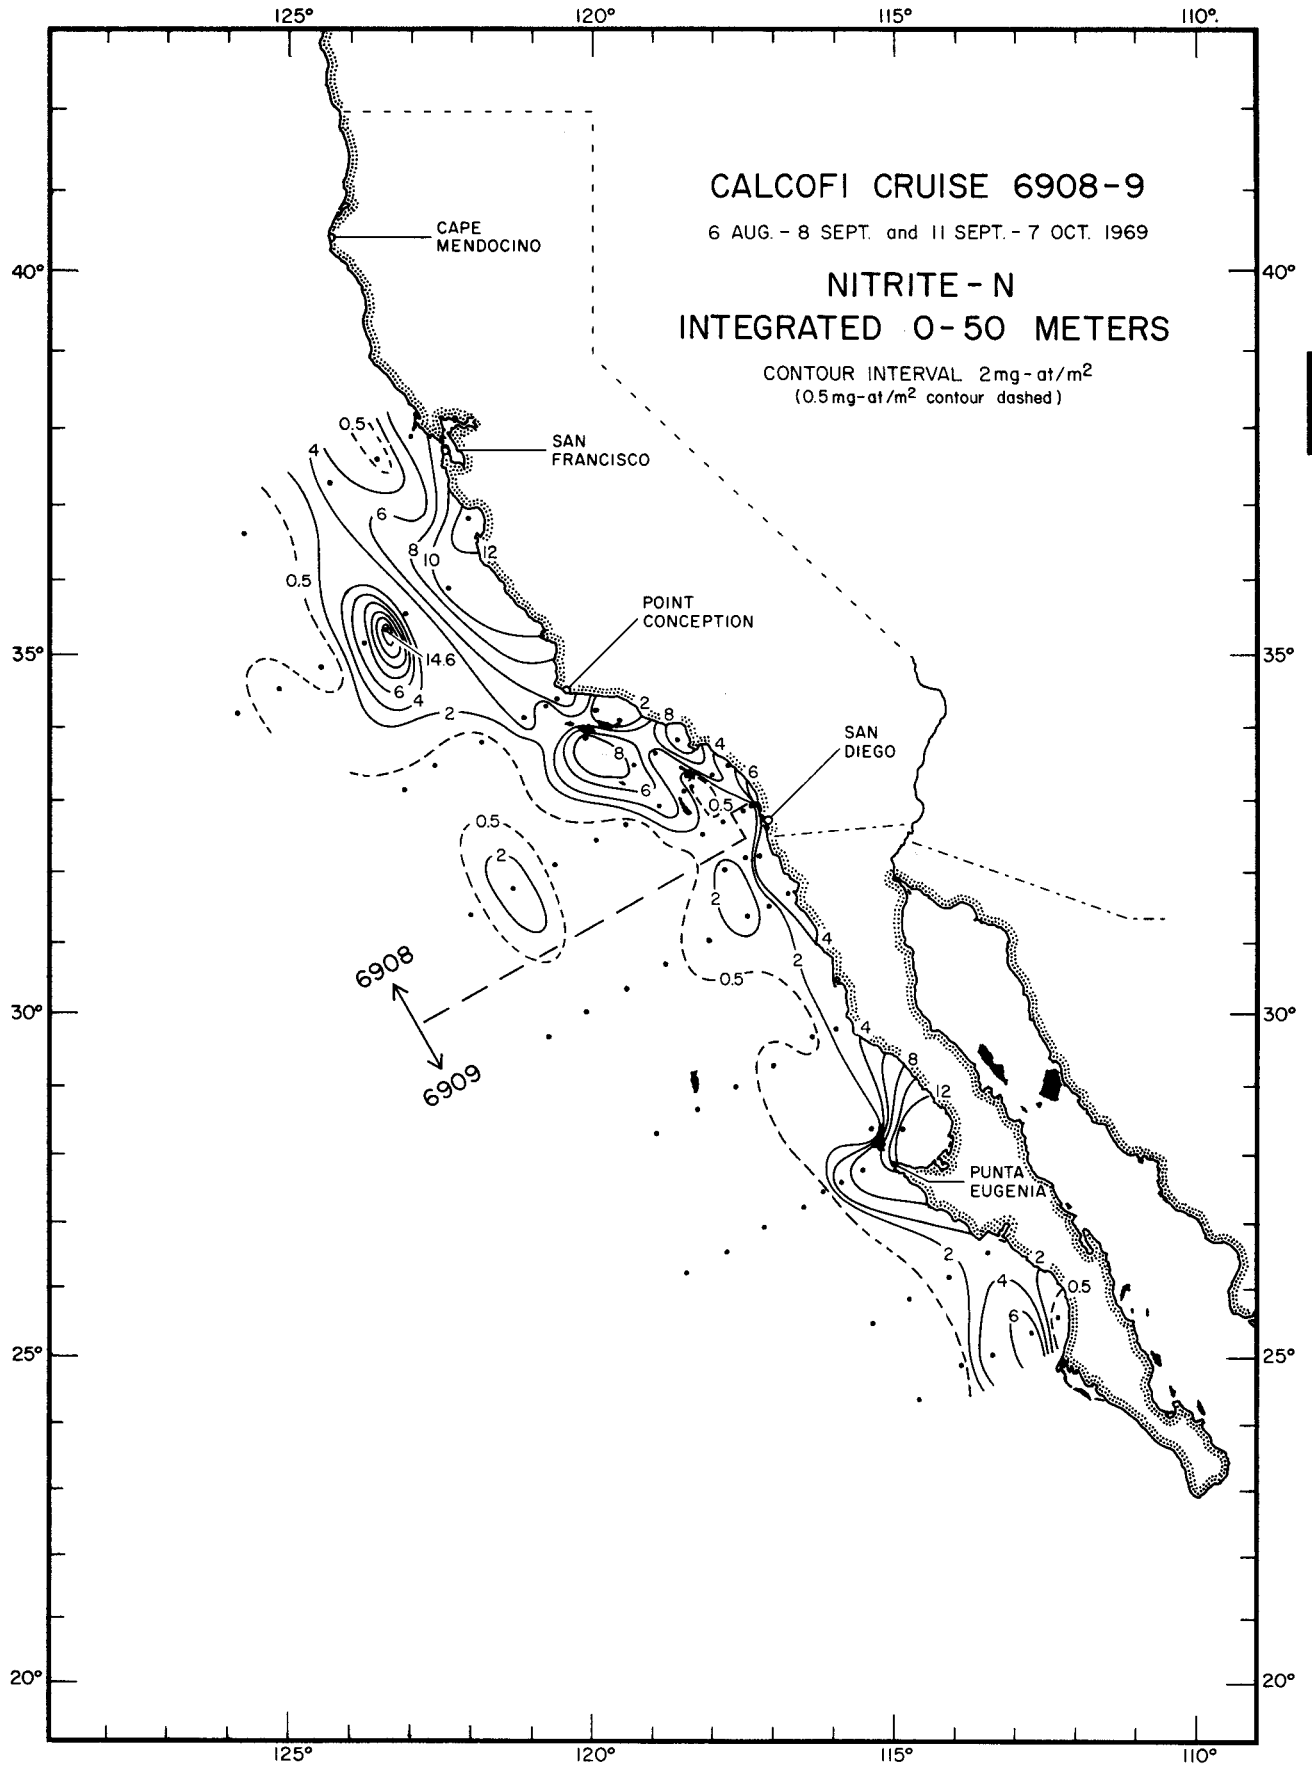 125° 120° 115° 110°.
CALCOFI CRUISE 6908-9
6 AUG. - 8 SEPT. and 11 SEPT. - 7 OCT. 1969
CAPE
MENDOCINO
40° 40°
NITRITE - N
INTEGRATED 0-50 METERS
CONTOUR INTERVAL 2mg-at/m²
(0.5 mg-at/m² contour dashed)
0.5
4
SAN
FRANCISCO
6
8 10 12
0.5
POINT
CONCEPTION
35° 35°
14.6
6 4
2
2 8
SAN
DIEGO
4
8
6
6
0.5
0.5
2
2
4
6908
2
0.5
30° 30°
4
6909
8
12
PUNTA
EUGENIA
2 2
4 0.5
6
25° 25°
20° 20°
125° 120° 115° 110°